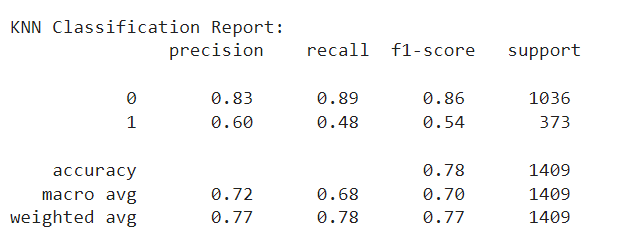 KNN Classification Report:
precision recall f1-score support
0 0.83 0.89 0.86 1036
1 0.60 0.48 0.54 373
accuracy 0.78 1409
macro avg 0.72 0.68 0.70 1409
weighted avg 0.77 0.78 0.77 1409